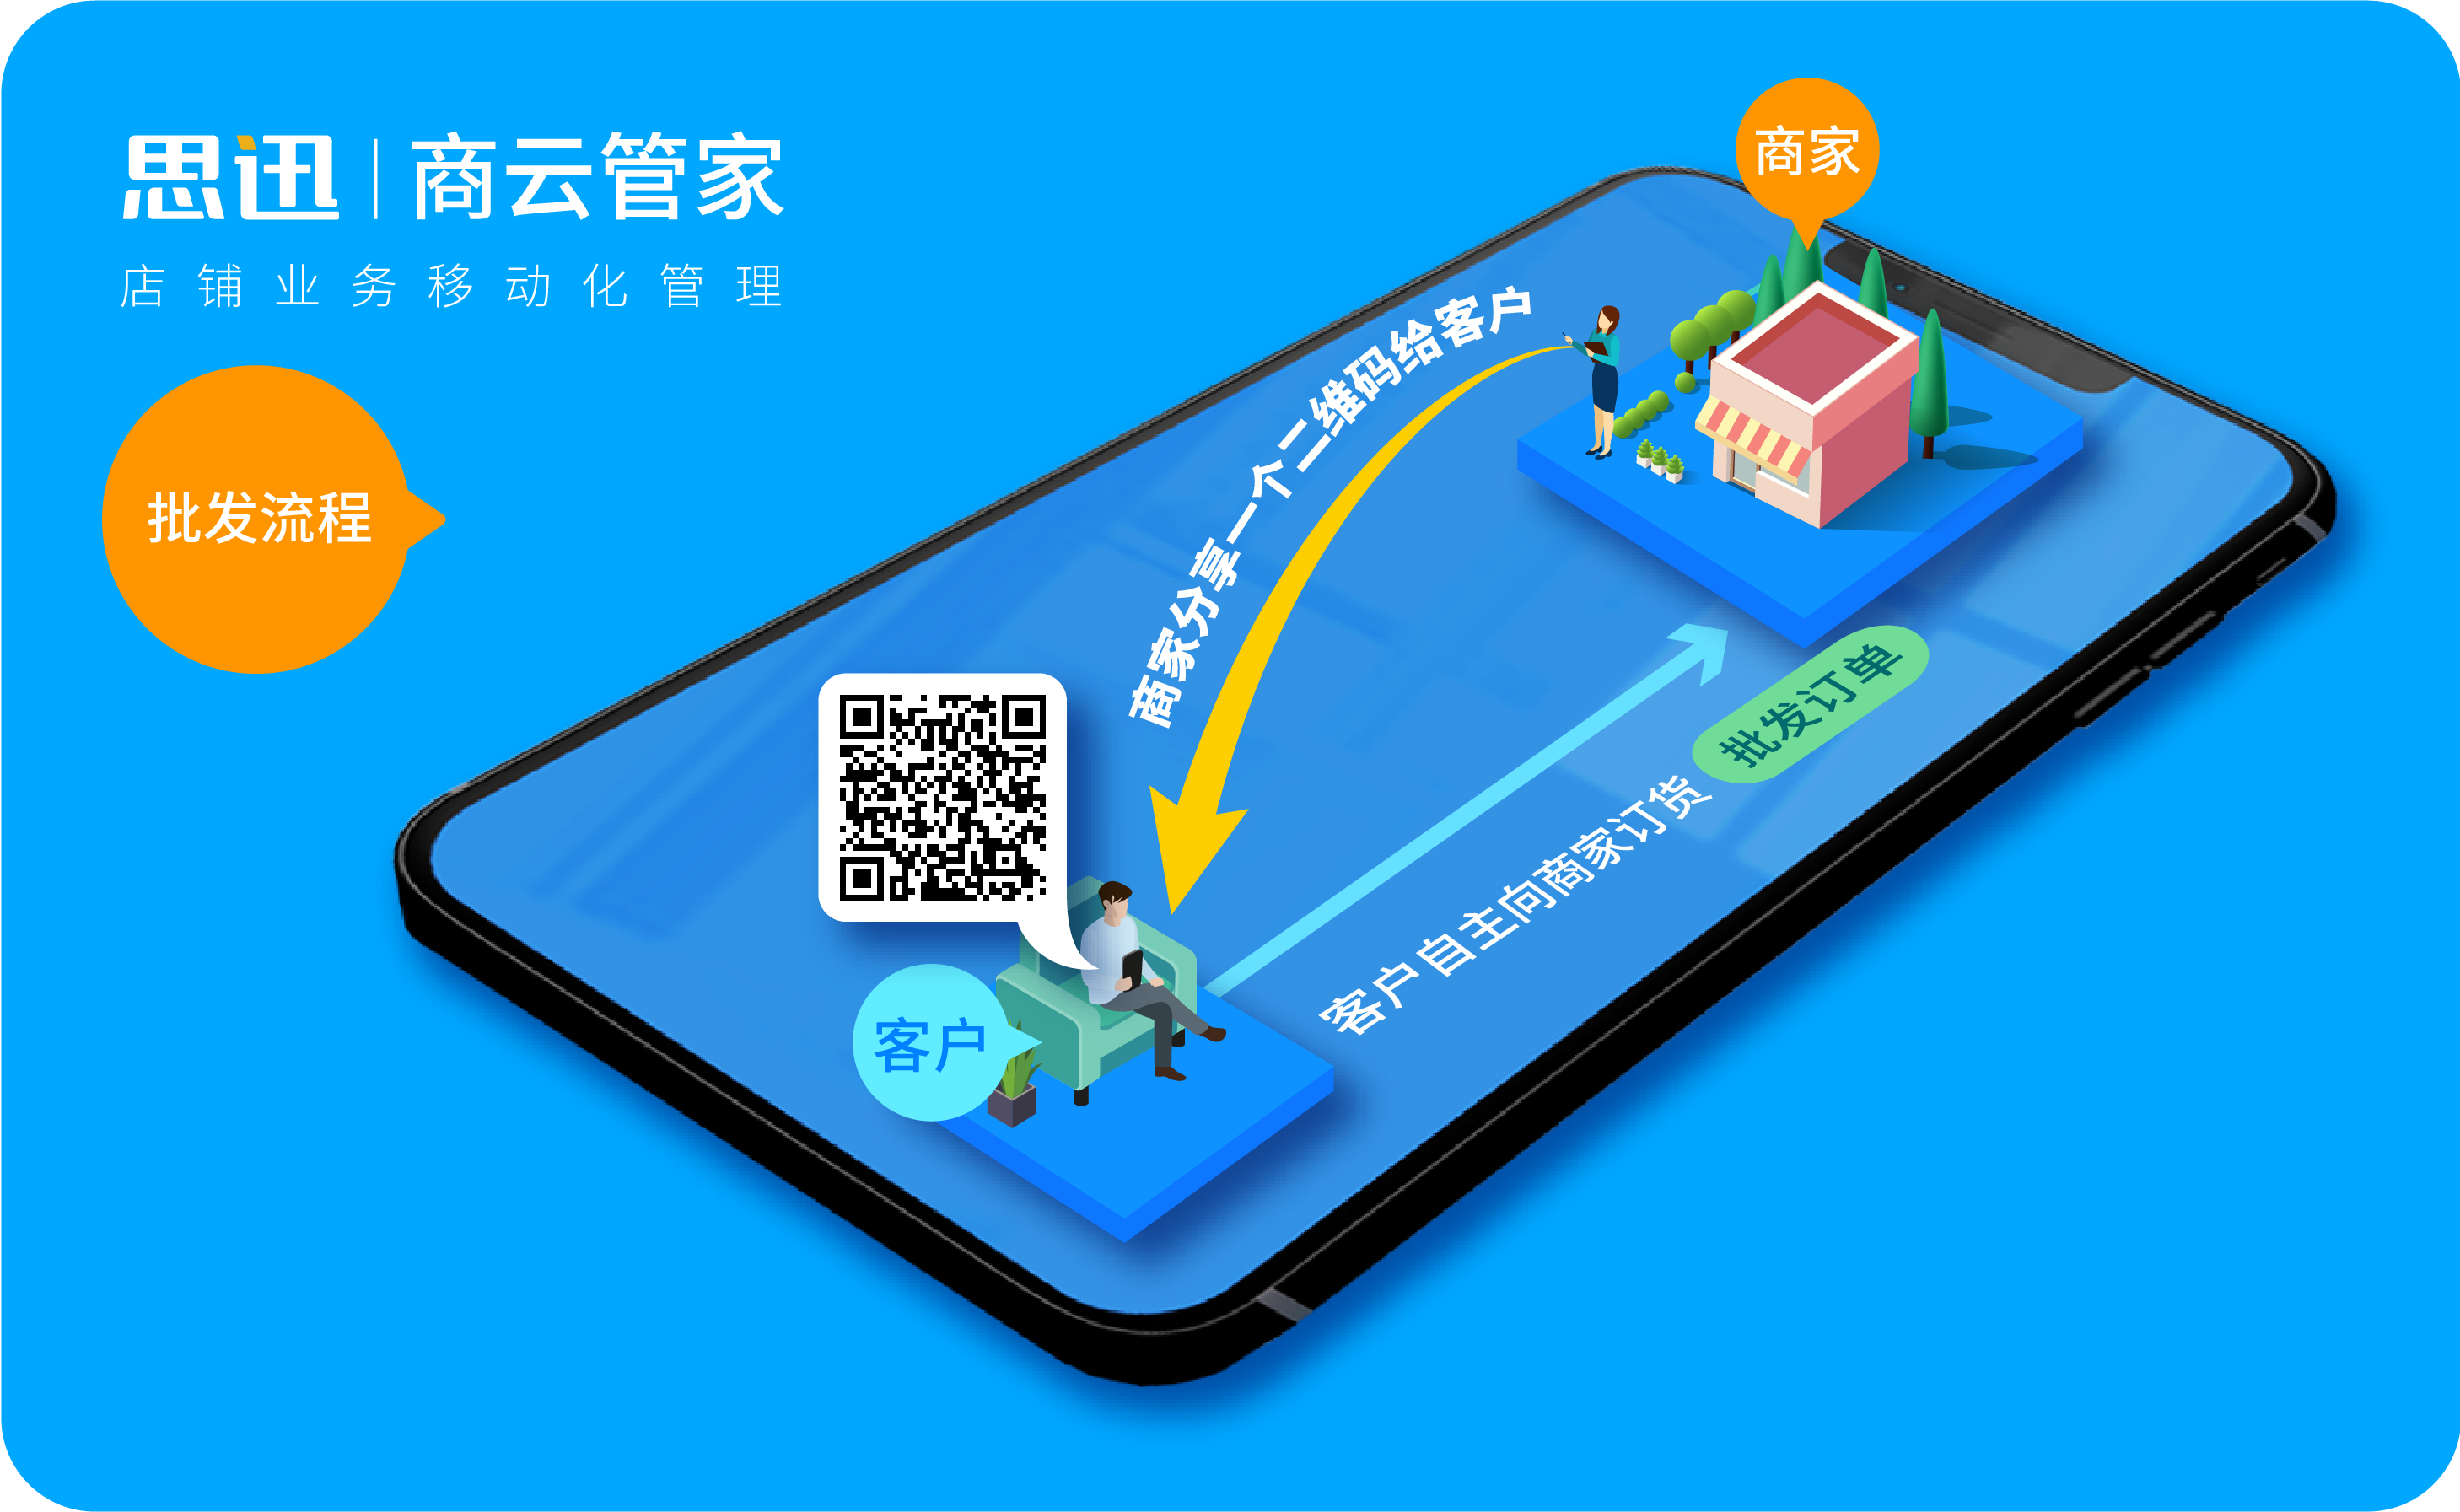 思迅 | 商云管家
店铺业务移动化管理
批发流程
商家
商家分享一个二维码给客户
批发订单
客户自主向商家订货
客户